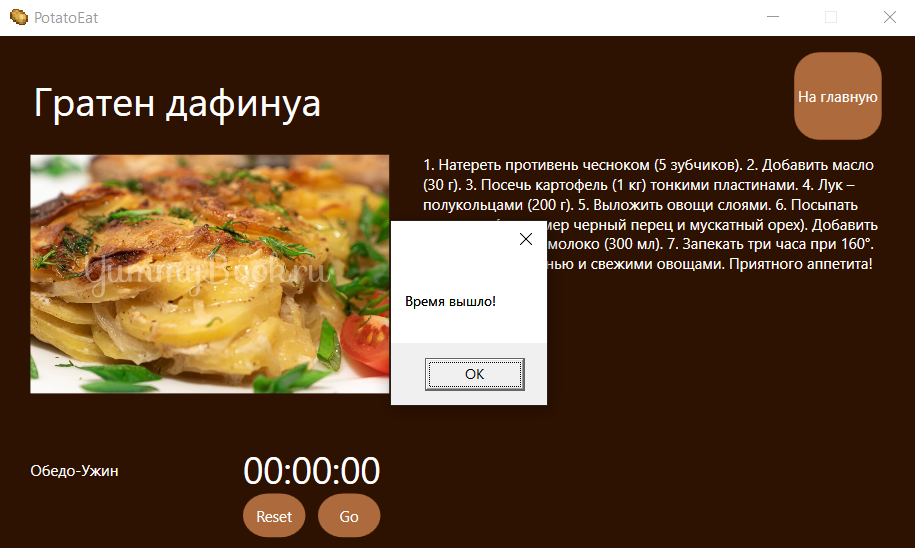 PotatoEat
На главную
Гратен дафинуа
1. Натереть противень чесноком (5 зубчиков). 2. Добавить масло
(30 г). 3. Посечь картофель (1 кг) тонкими пластинами. 4. Лук –
полукольцами (200 г). 5. Выложить овощи слоями. 6. Посыпать
мер черный перец и мускатный орех). Добавить
молоко (300 мл). 7. Запекать три часа при 160°.
нью и свежими овощами. Приятного аппетита!
YummyBook.ru
Время вышло!
OK
Обедо-Ужин
00:00:00
Reset
Go